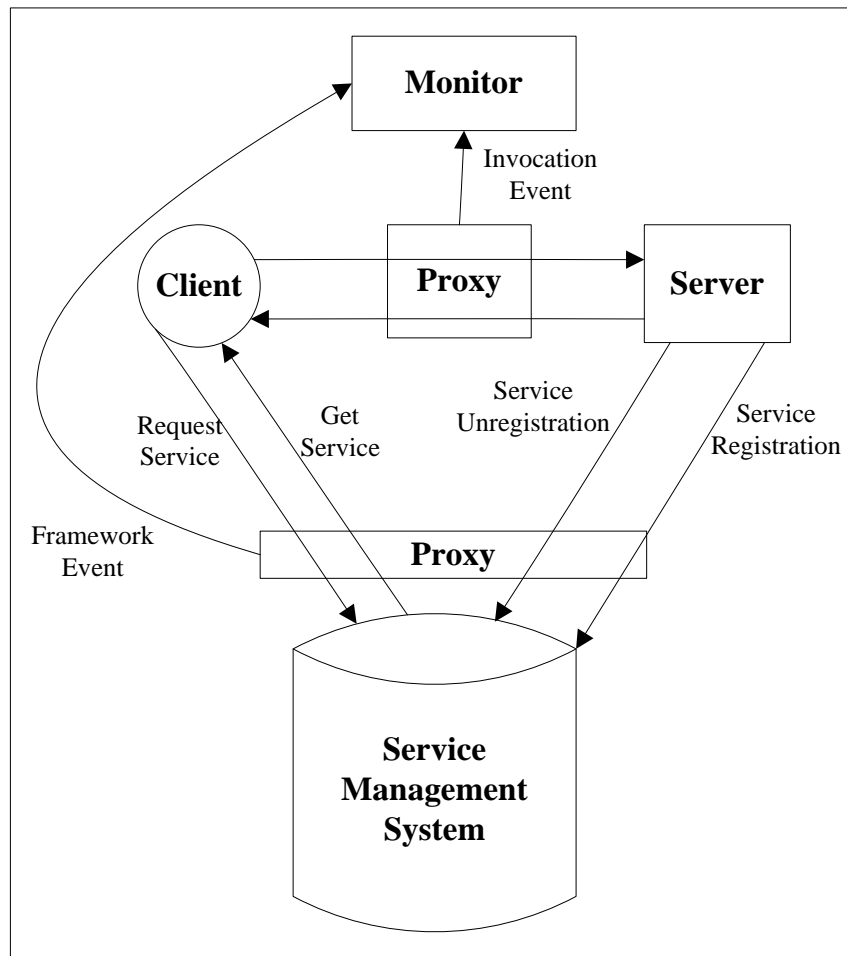 Monitor
Invocation
Event
Client
Proxy
Server
Request
Service
Get
Service
Service
Unregistration
Service
Registration
Framework
Event
Proxy
Service
Management
System